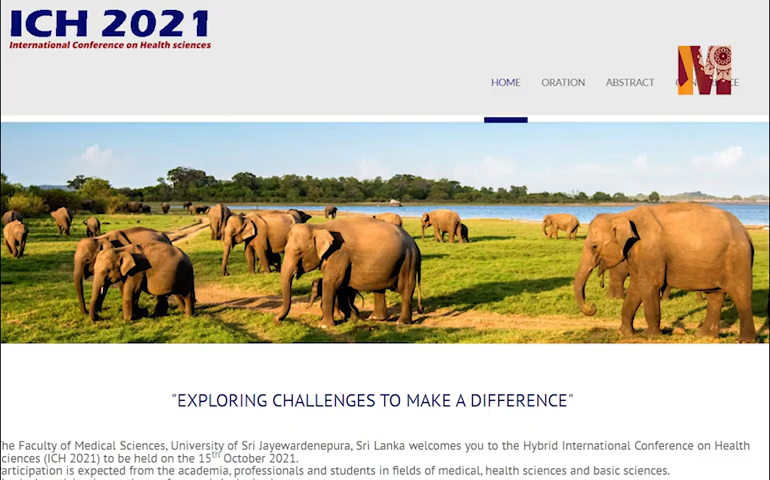 ICH 2021
International Conference on Health sciences
HOME ORATION ABSTRACT
"EXPLORING CHALLENGES TO MAKE A DIFFERENCE"
The Faculty of Medical Sciences, University of Sri Jayewardenepura, Sri Lanka welcomes you to the Hybrid International Conference on Health
Sciences (ICH 2021) to be held on the 15th October 2021.
Participation is expected from the academia, professionals and students in fields of medical, health sciences and basic sciences.